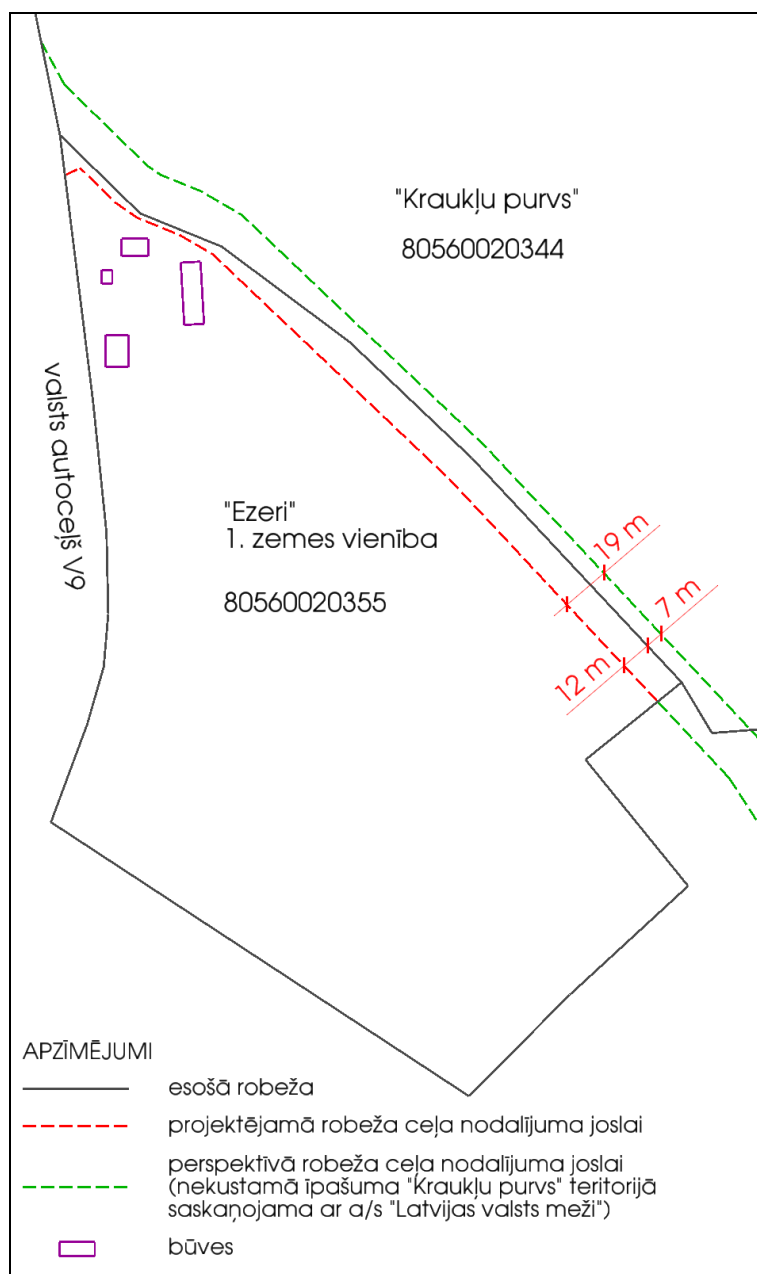 "Kraukļu purvs"
80560020344
valsts autoceļš V9
"Ezeri"
1. zemes vienība
80560020355
19 m
7 m
12 m
APZĪMĒJUMI
esošā robeža
projektējamā robeža ceļa nodalījuma joslai
perspektīvā robeža ceļa nodalījuma joslai
(nekustamā īpašuma "Kraukļu purvs" teritorijā
saskaņojama ar a/s "Latvijas valsts meži")
būves